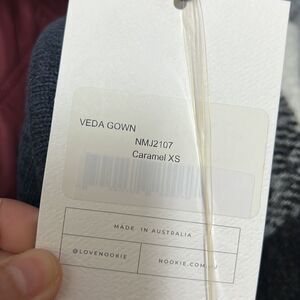 VEDA GOWN
NMJ2107
Caramel XS
MADE IN AUSTRALIA
@LOVENOOKIE
NOOKIE.COM.AU